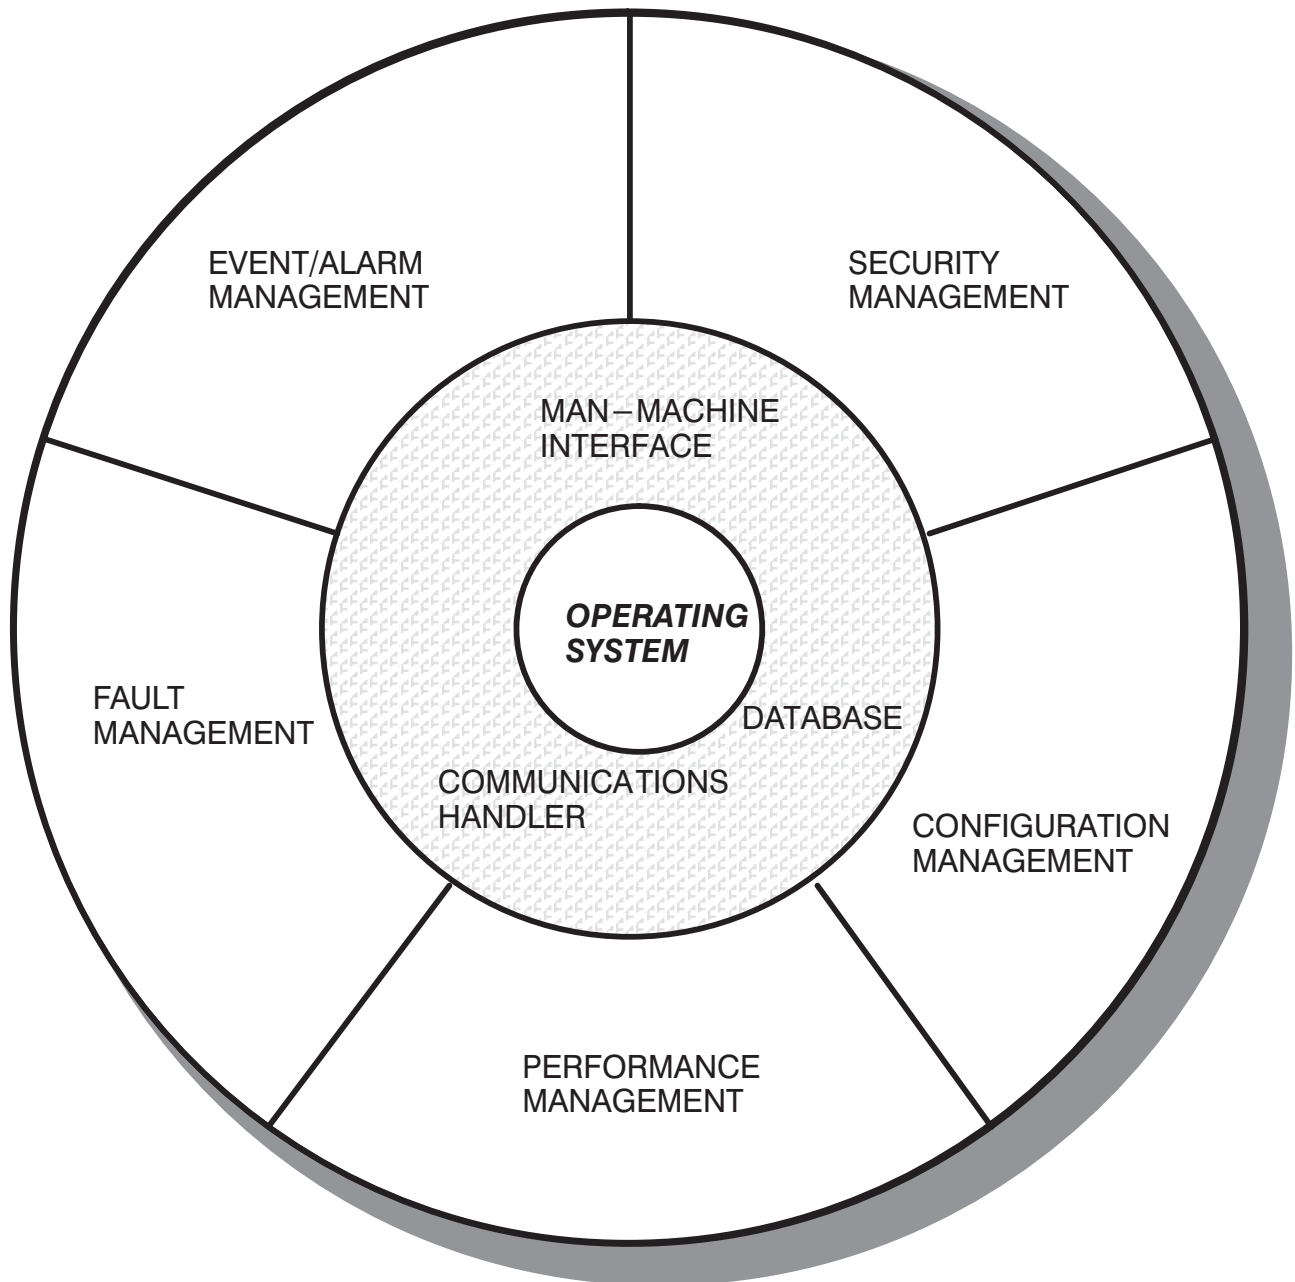 EVENT/ALARM
MANAGEMENT
SECURITY
MANAGEMENT
MAN–MACHINE
INTERFACE
OPERATING
SYSTEM
FAULT
MANAGEMENT
DATABASE
COMMUNICATIONS
HANDLER
CONFIGURATION
MANAGEMENT
PERFORMANCE
MANAGEMENT